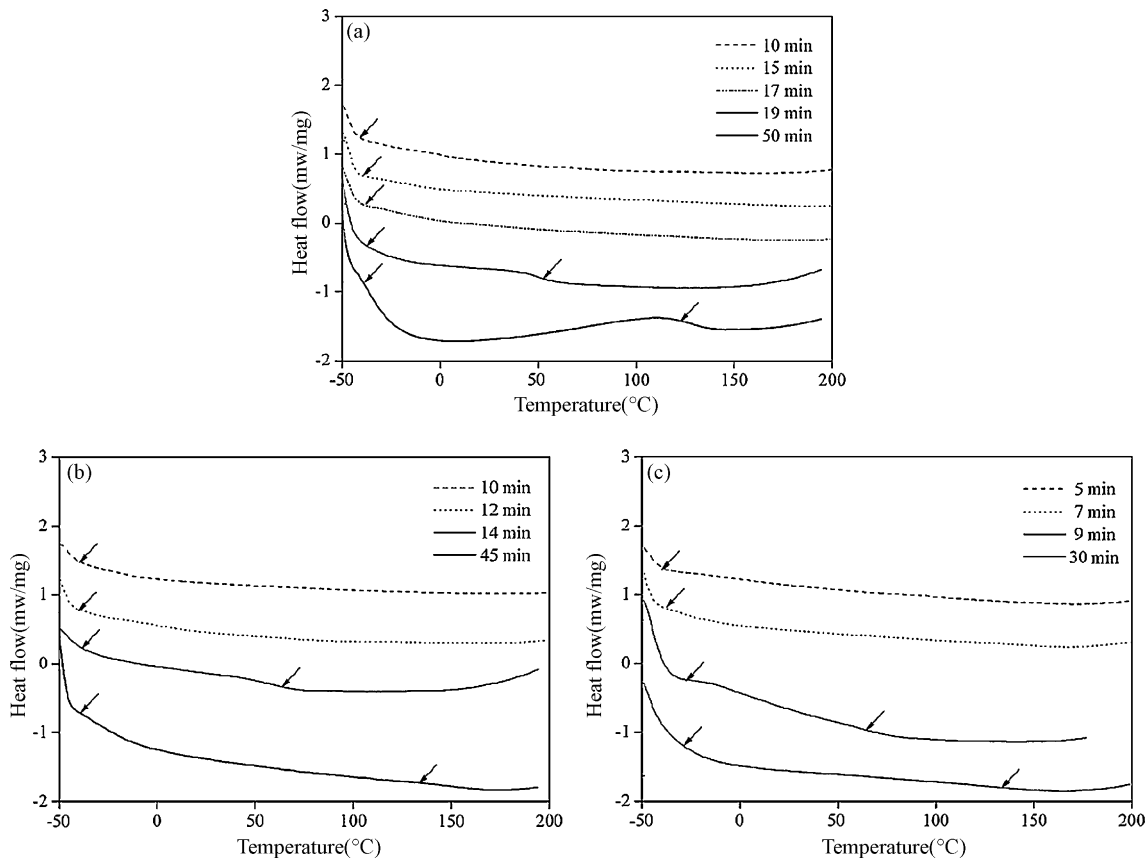 (a)
3
2
1
0
-1
-2
10 min
15 min
17 min
19 min
50 min
Heat flow(mw/mg)
-50 0 50 100 150 200
Temperature(°C)
(b)
3
2
1
0
-1
-2
10 min
12 min
14 min
45 min
Heat flow(mw/mg)
-50 0 50 100 150 200
Temperature(°C)
(c)
3
2
1
0
-1
-2
5 min
7 min
9 min
30 min
Heat flow(mw/mg)
-50 0 50 100 150 200
Temperature(°C)